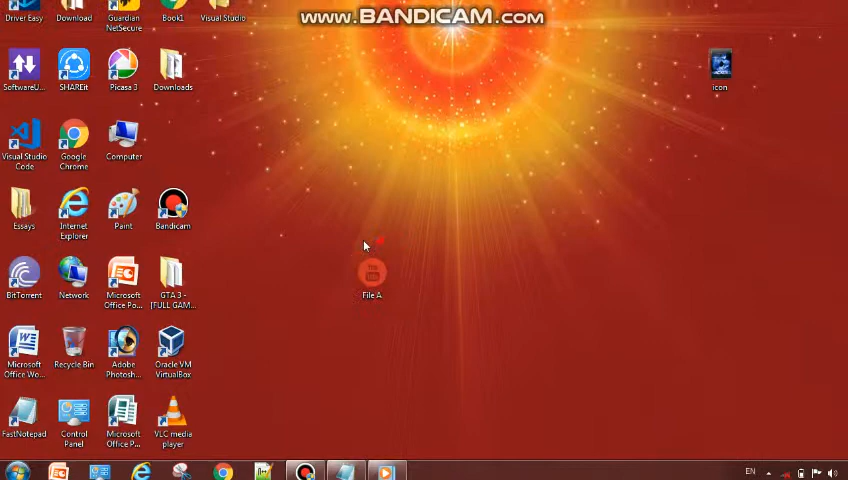 www.BANDICAM.com
Driver Easy
Download
Guardian
NetSecure
Book1
Visual Studio
SoftwareU...
SHAREit
Picasa 3
Downloads
icon
Visual Studio
Code
Google
Chrome
Computer
Essays
Internet
Explorer
Paint
Bandicam
You
Tube
File A
BitTorrent
Network
Microsoft
Office Po...
GTA 3 -
[FULL GAM...
Microsoft
Office Wo...
Recycle Bin
Adobe
Photosh...
Oracle VM
VirtualBox
FastNotepad
Control
Panel
Microsoft
Office P...
VLC media
player
EN